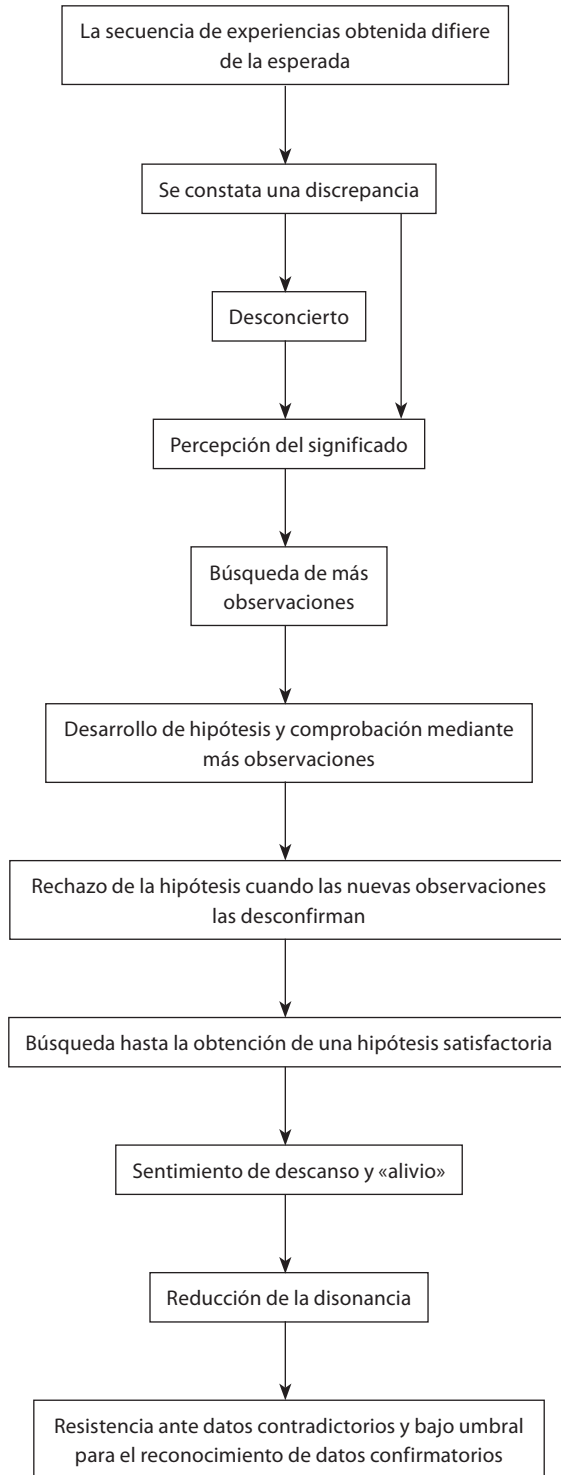 La secuencia de experiencias obtenida difiere
de la esperada
Se constata una discrepancia
Desconcierto
Percepción del significado
Búsqueda de más
observaciones
Desarrollo de hipótesis y comprobación mediante
más observaciones
Rechazo de la hipótesis cuando las nuevas observaciones
las desconfirman
Búsqueda hasta la obtención de una hipótesis satisfactoria
Sentimiento de descanso y «alivio»
Reducción de la disonancia
Resistencia ante datos contradictorios y bajo umbral
para el reconocimiento de datos confirmatorios